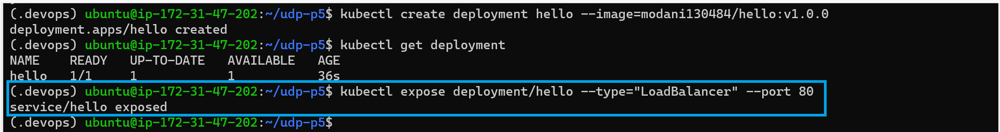 (.devops) ubuntu@ip-172-31-47-202:~/udp-p5$ kubectl create deployment hello --image=modani130484/hello:v1.0.0
deployment.apps/hello created
(.devops) ubuntu@ip-172-31-47-202:~/udp-p5$ kubectl get deployment
NAME    READY   UP-TO-DATE   AVAILABLE   AGE
hello   1/1     1            1           36s
(.devops) ubuntu@ip-172-31-47-202:~/udp-p5$ kubectl expose deployment/hello --type="LoadBalancer" --port 80
service/hello exposed
(.devops) ubuntu@ip-172-31-47-202:~/udp-p5$